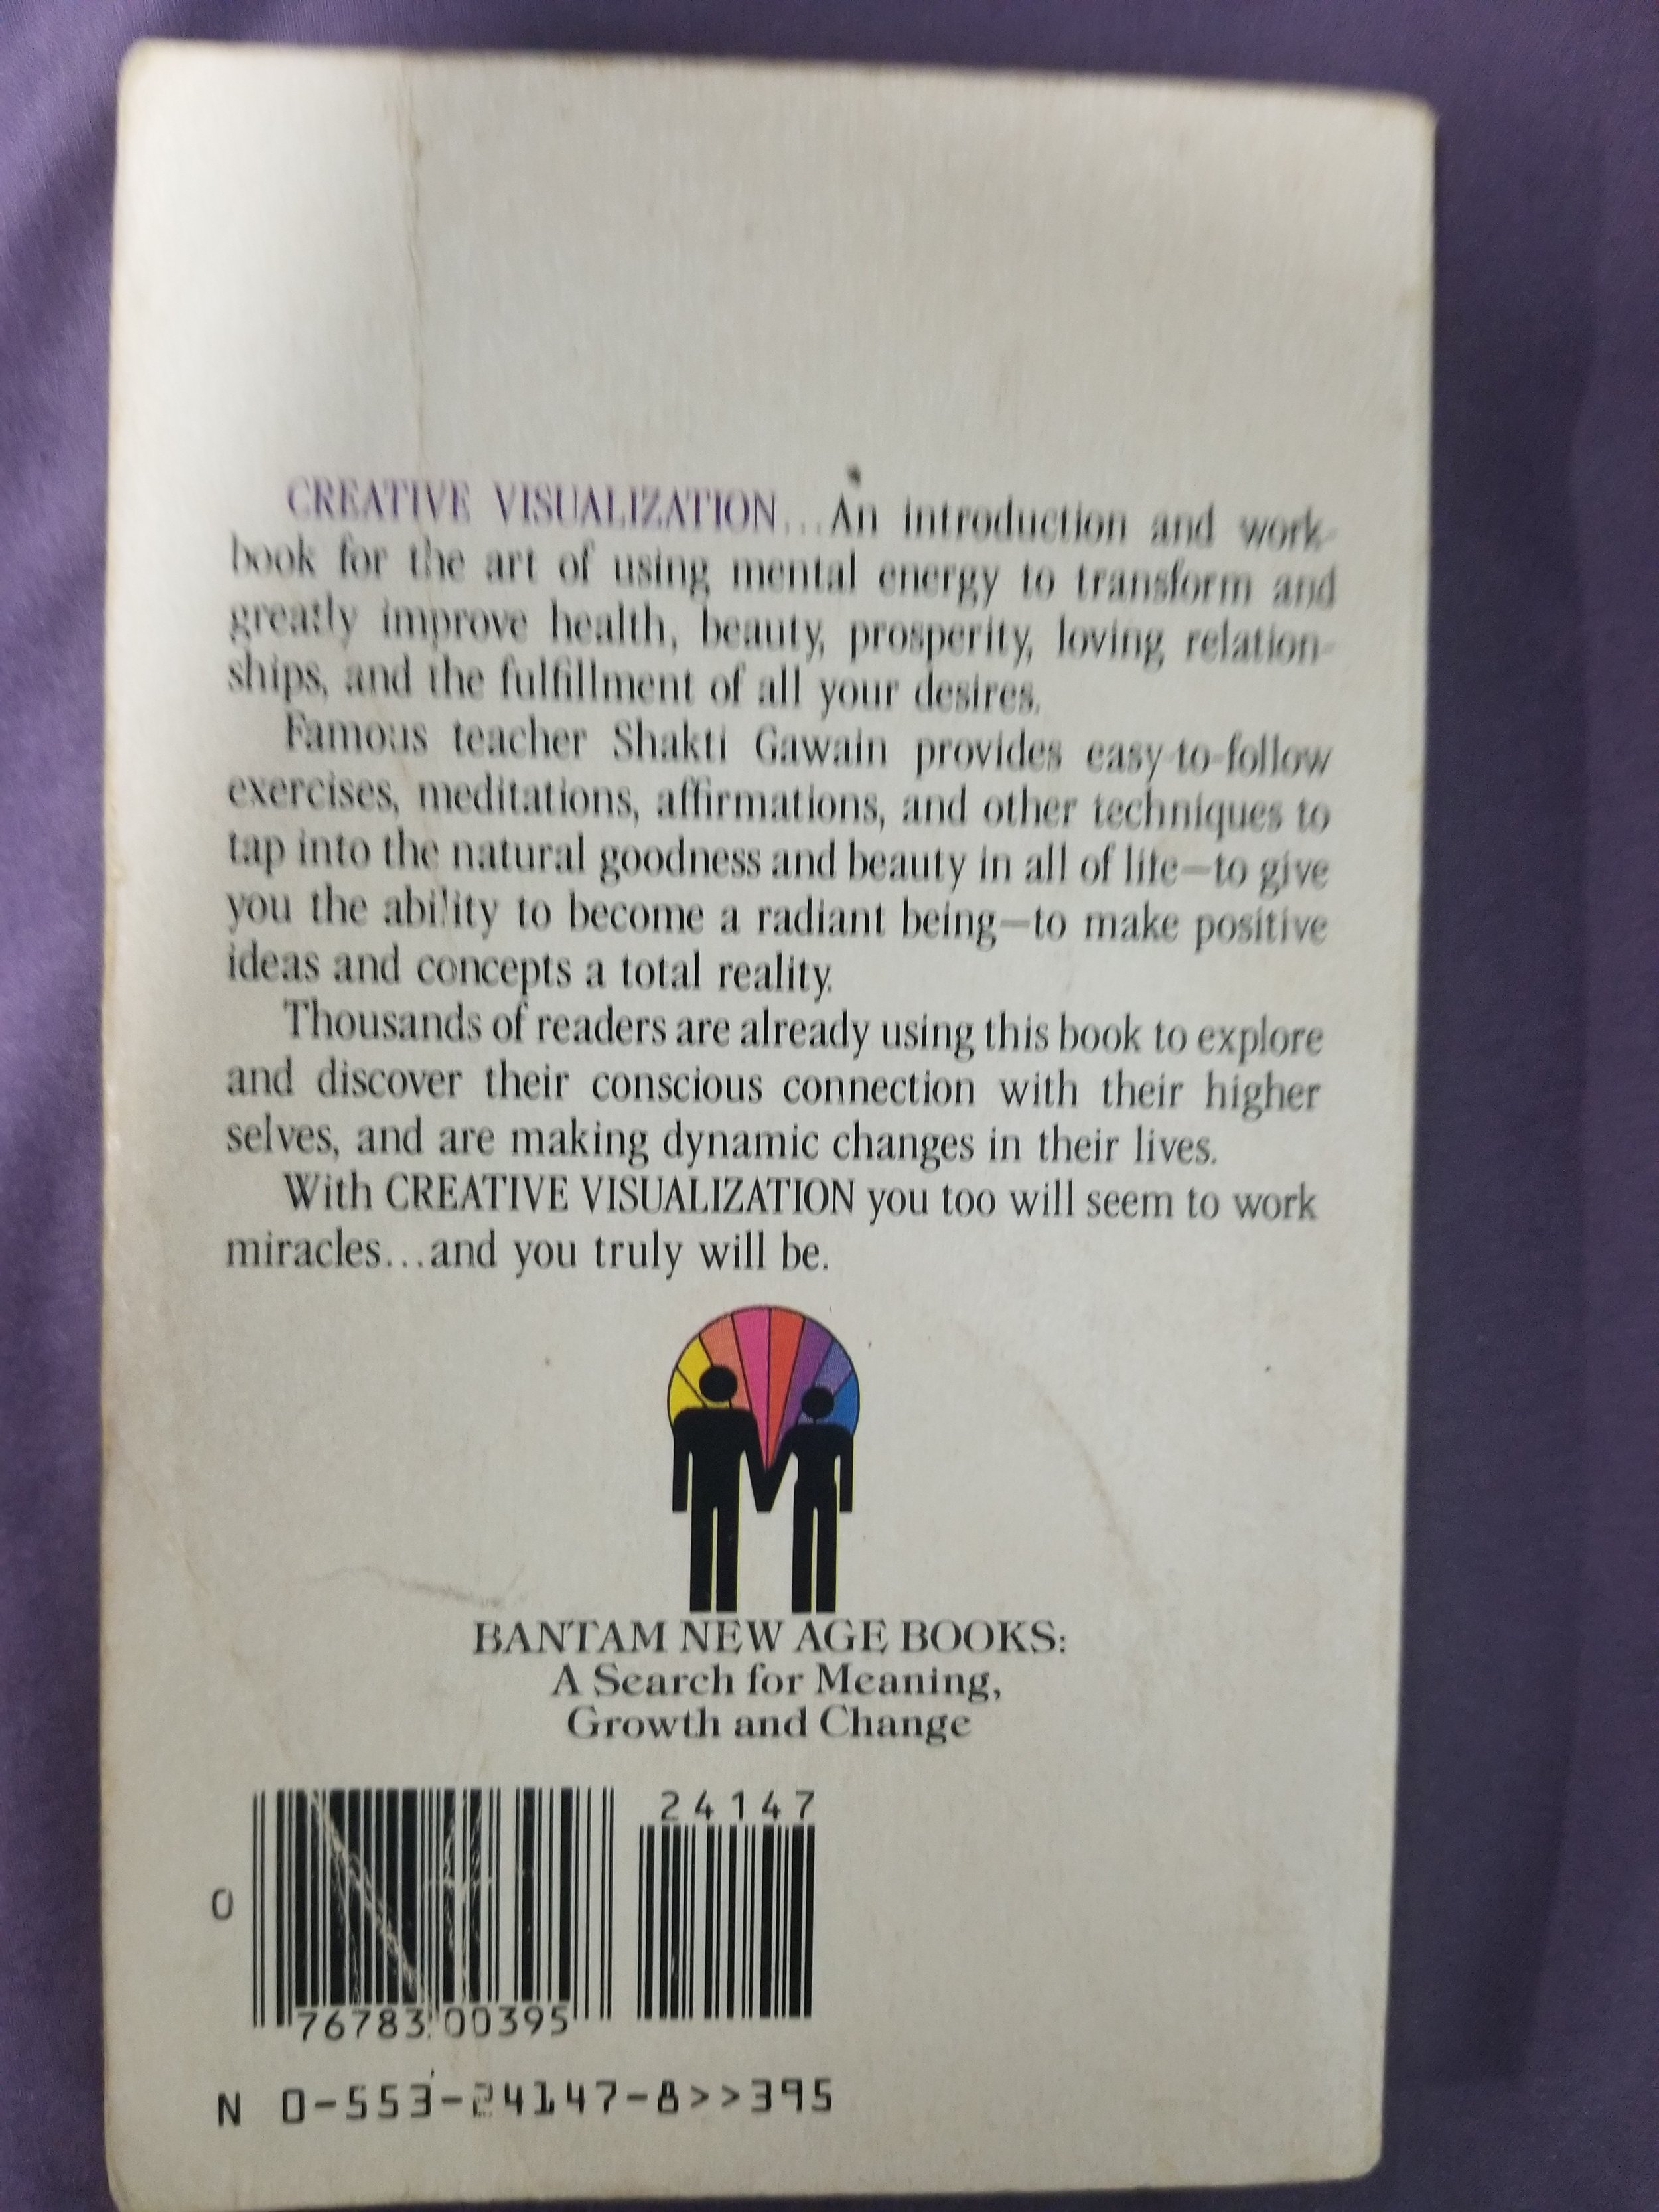 CREATIVE VISUALIZATION...An introduction and work-
book for the art of using mental energy to transform and
greatly improve health, beauty, prosperity, loving relation-
ships, and the fulfillment of all your desires.
Famous teacher Shakti Gawain provides easy-to-follow
exercises, meditations, affirmations, and other techniques to
tap into the natural goodness and beauty in all of life—to give
you the ability to become a radiant being—to make positive
ideas and concepts a total reality.
Thousands of readers are already using this book to explore
and discover their conscious connection with their higher
selves, and are making dynamic changes in their lives.
With CREATIVE VISUALIZATION you too will seem to work
miracles...and you truly will be.
BANTAM NEW AGE BOOKS:
A Search for Meaning,
Growth and Change
24147
0
76783 00395
N 0-553-24147-8>>395